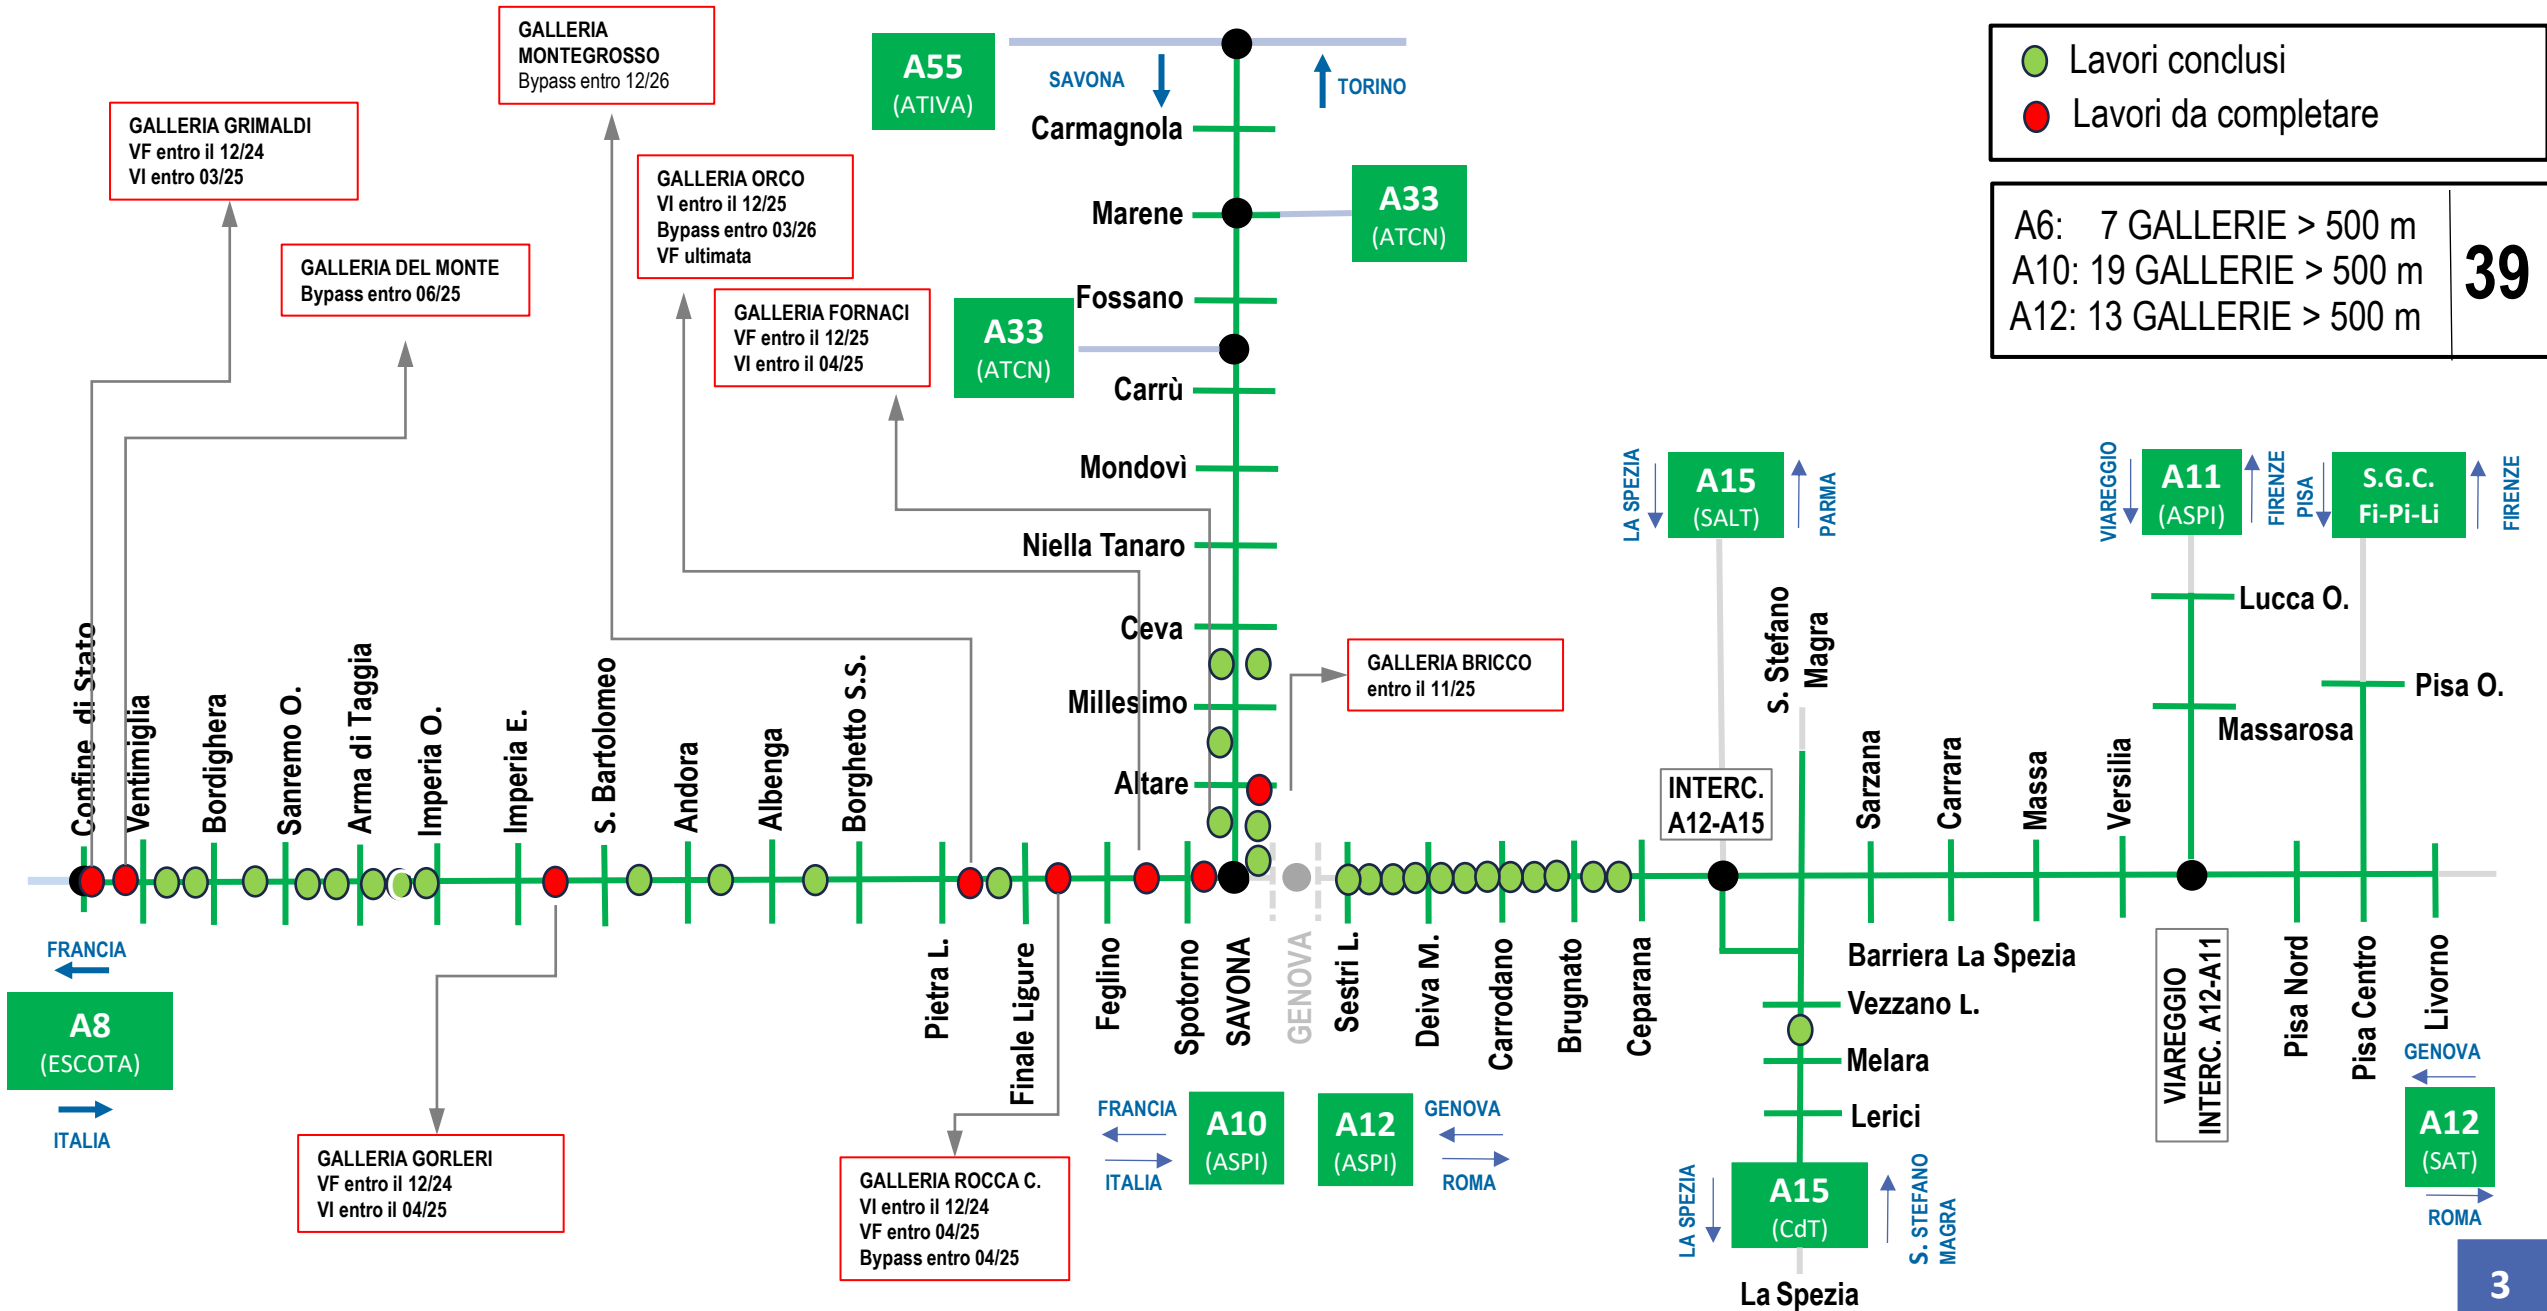 GALLERIA
MONTEGROSSO
Bypass entro 12/26
GALLERIA GRIMALDI
VF entro il 12/24
VI entro 03/25
GALLERIA DEL MONTE
Bypass entro 06/25
GALLERIA ORCO
VI entro il 12/25
Bypass entro 03/26
VF ultimata
GALLERIA FORNACI
VF entro il 12/25
VI entro il 04/25
A55
(ATIVA)
SAVONA
TORINO
Carmagnola
Marene
A33
(ATCN)
Fossano
A33
(ATCN)
Carrù
Mondovì
Niella Tanaro
Ceva
Millesimo
Altare
GALLERIA BRICCO
entro il 11/25
Lavori conclusi
Lavori da completare
A6: 7 GALLERIE > 500 m
A10: 19 GALLERIE > 500 m
A12: 13 GALLERIE > 500 m
39
LA SPEZIA
A15
(SALT)
PARMA
VIAREGGIO
A11
(ASPI)
FIRENZE
PISA
S.G.C.
Fi-Pi-Li
FIRENZE
Lucca O.
Massarosa
Pisa O.
S. Stefano
Magra
INTERC.
A12-A15
Confine di Stato
Ventimiglia
Bordighera
Sanremo O.
Arma di Taggia
Imperia O.
Imperia E.
S. Bartolomeo
Andora
Albenga
Borghetto S.S.
Pietra L.
Finale Ligure
Feglino
Spotorno
SAVONA
GENOVA
Sestri L.
Deiva M.
Carrodano
Brugnato
Ceparana
Sarzana
Carrara
Massa
Versilia
Barriera La Spezia
Vezzano L.
Melara
Lerici
VIAREGGIO
INTERC. A12-A11
Pisa Nord
Pisa Centro
Livorno
FRANCIA
A8
(ESCOTA)
ITALIA
GALLERIA GORLERI
VF entro il 12/24
VI entro il 04/25
GALLERIA ROCCA C.
VI entro il 12/24
VF entro 04/25
Bypass entro 04/25
FRANCIA
ITALIA
A10
(ASPI)
A12
(ASPI)
GENOVA
ROMA
LA SPEZIA
A15
(CdT)
S. STEFANO
MAGRA
La Spezia
GENOVA
A12
(SAT)
ROMA
3